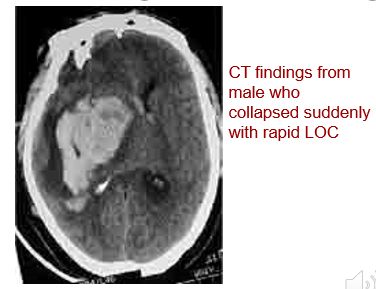 CT findings from
male who
collapsed suddenly
with rapid LOC